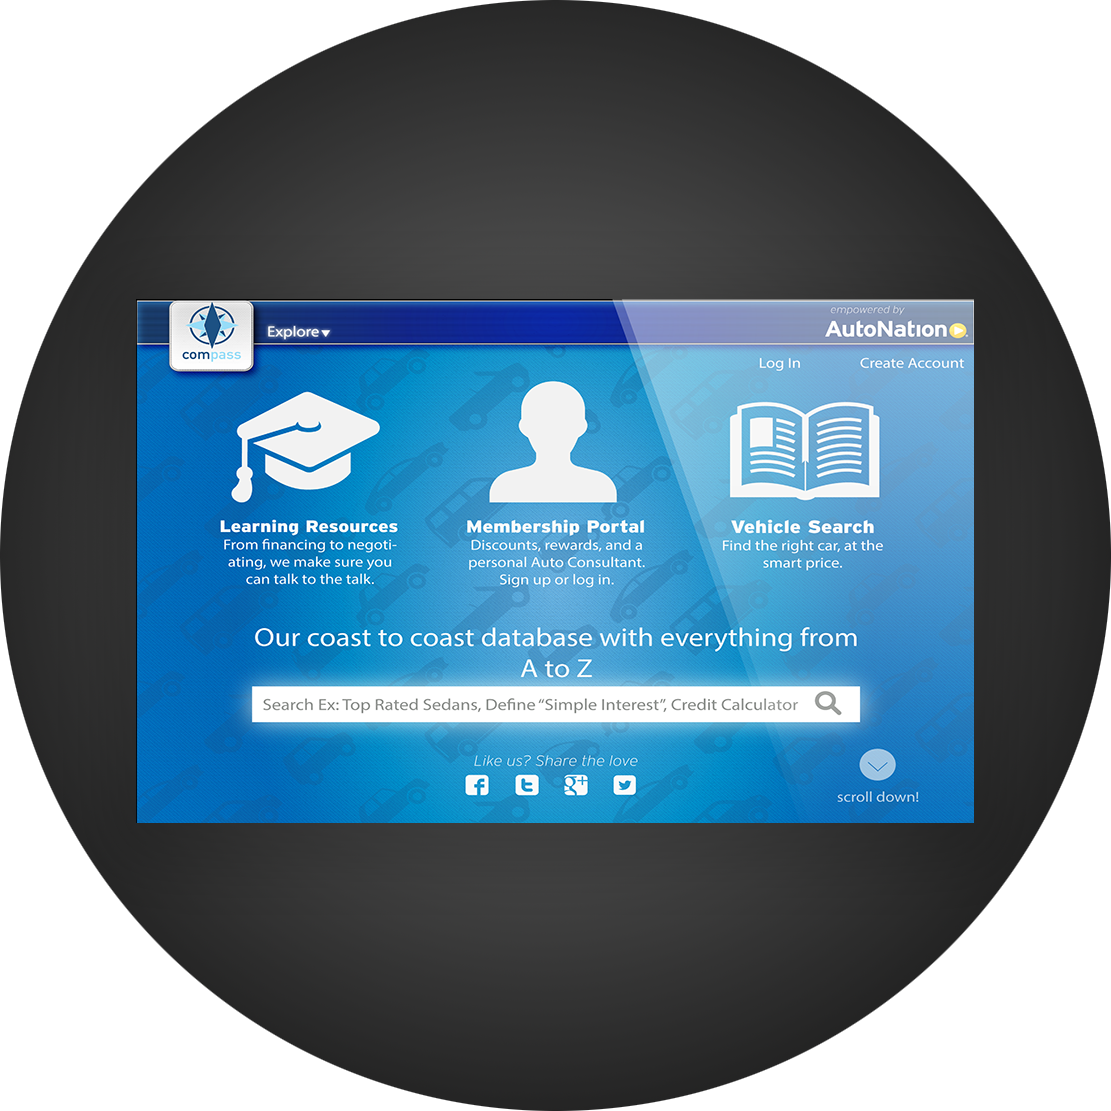 empowered by
AutoNation
compass
Explore
Log In
Create Account
Learning Resources
From financing to negoti-
ating, we make sure you
can talk to the talk.
Membership Portal
Discounts, rewards, and a
personal Auto Consultant.
Sign up or log in.
Vehicle Search
Find the right car, at the
smart price.
Our coast to coast database with everything from
A to Z
Search Ex: Top Rated Sedans, Define “Simple Interest”, Credit Calculator
Like us? Share the love
scroll down!